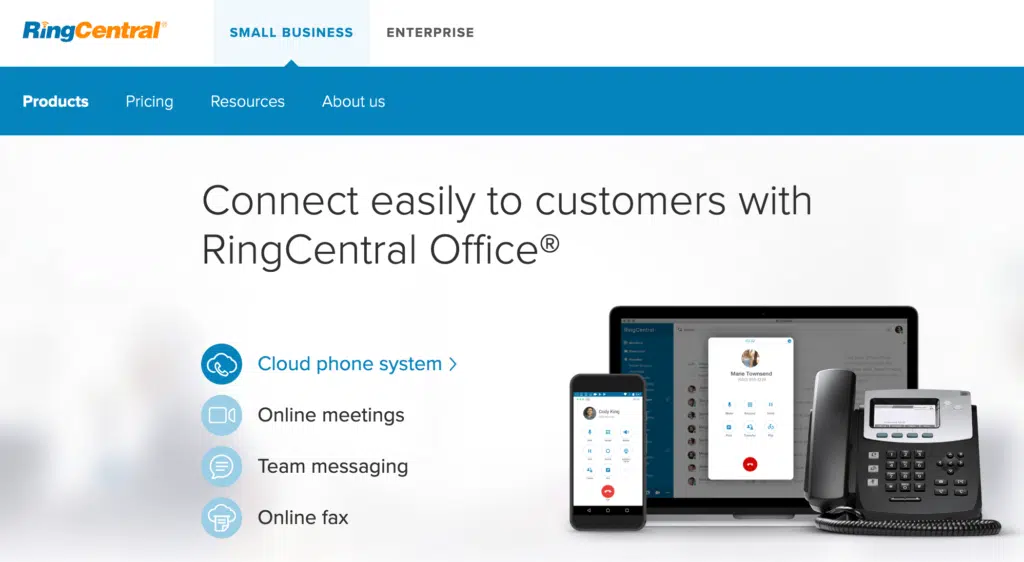 RingCentral®
SMALL BUSINESS
ENTERPRISE
Products
Pricing
Resources
About us
Connect easily to customers with
RingCentral Office®
Cloud phone system >
Online meetings
Team messaging
Online fax
RingCentral
Marie Townsend
Cody King